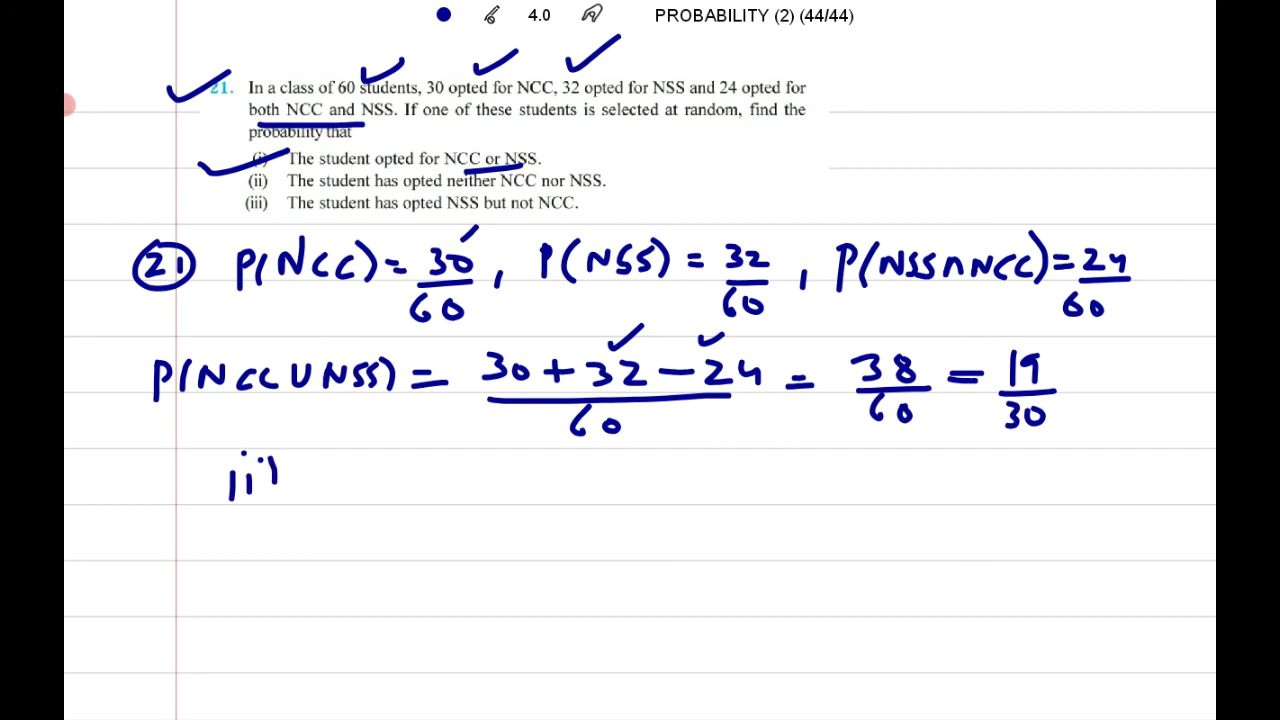 4.0 PROBABILITY (2) (44/44)
21. In a class of 60 students, 30 opted for NCC, 32 opted for NSS and 24 opted for
both NCC and NSS. If one of these students is selected at random, find the
probability that
(i) The student opted for NCC or NSS.
(ii) The student has opted neither NCC nor NSS.
(iii) The student has opted NSS but not NCC.
(21) P(NCC) = 30/60, P(NSS) = 32/60, P(NSS∩NCC) = 24/60
P(NCC∪NSS) = 30+32-24/60 = 38/60 = 19/30
ii)